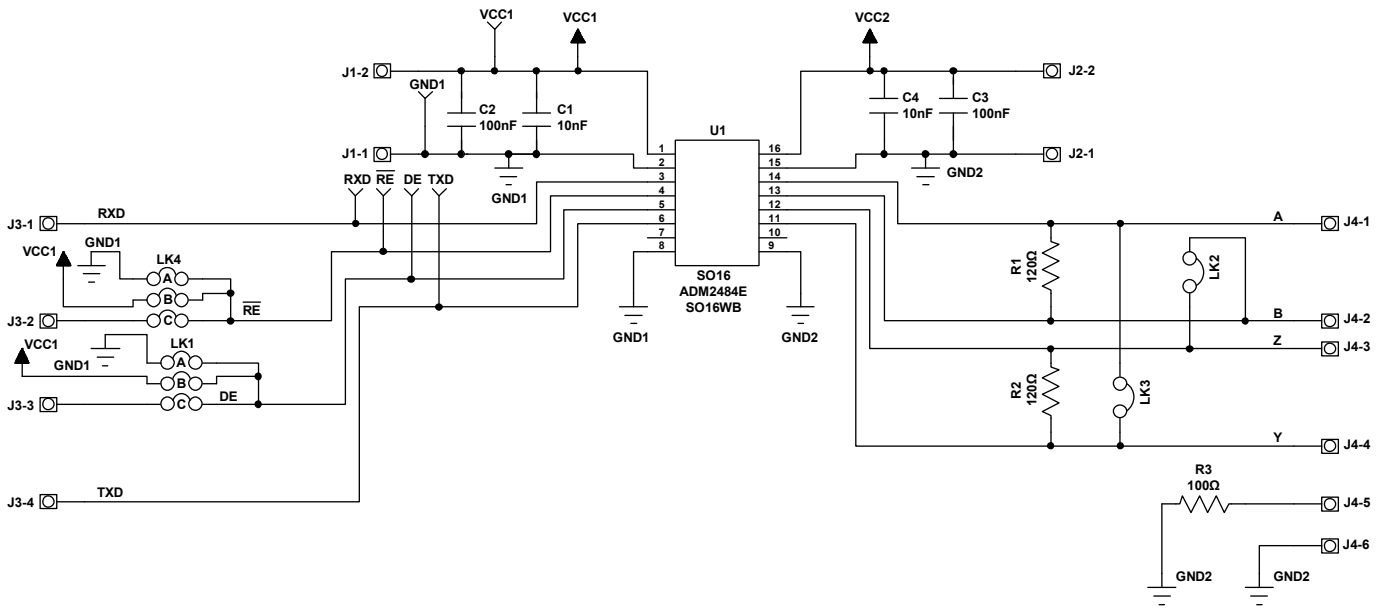 VCC1
VCC1
VCC2
J1-2
J2-2
GND1
C2
100nF
C1
10nF
C4
10nF
C3
100nF
U1
J1-1
1
2
3
4
5
6
7
8
16
15
14
13
12
11
10
9
J2-1
GND1
GND2
RXD
RE
DE
TXD
J3-1
RXD
A
J4-1
GND1
VCC1
LK4
A
B
C
RE
J3-2
R1
120Ω
LK2
SO16
ADM2484E
SO16WB
GND1
GND2
B
J4-2
Z
J4-3
VCC1
GND1
LK1
A
B
C
DE
J3-3
R2
120Ω
LK3
Y
J4-4
J3-4
TXD
R3
100Ω
J4-5
J4-6
GND2
GND2